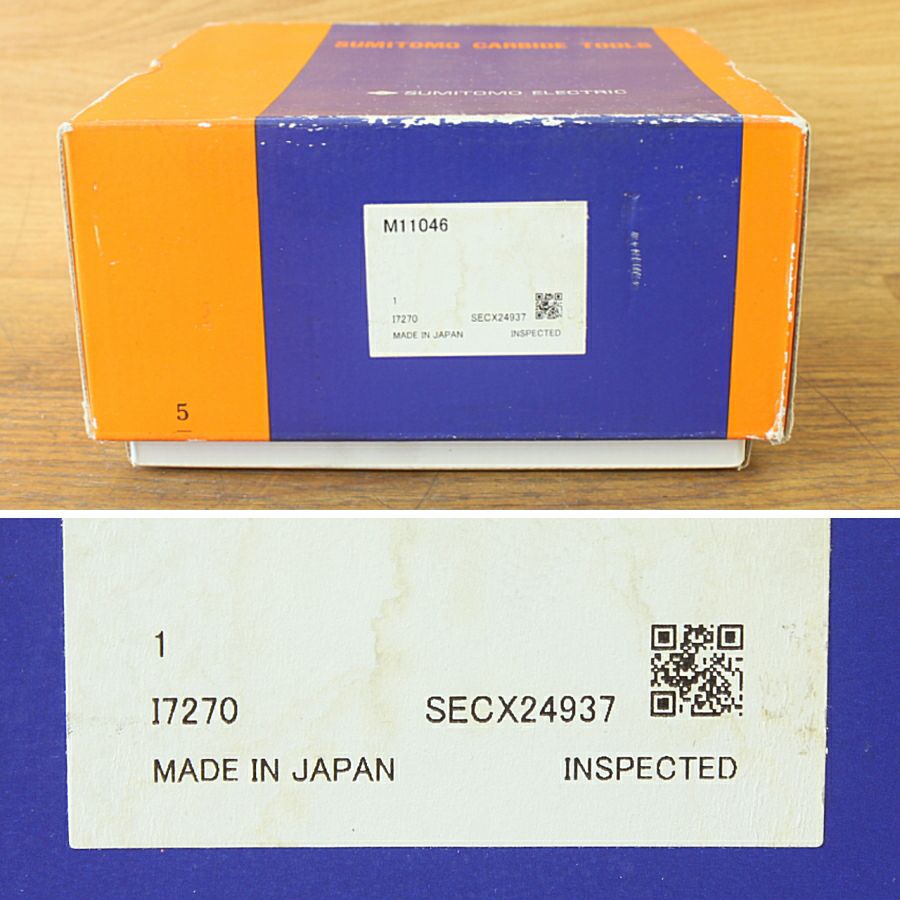 SUMITOMO CARBIDE TOOLS
SUMITOMO ELECTRIC
M11046
1
I7270 SECX24937
MADE IN JAPAN INSPECTED
5
1
I7270 SECX24937
MADE IN JAPAN INSPECTED